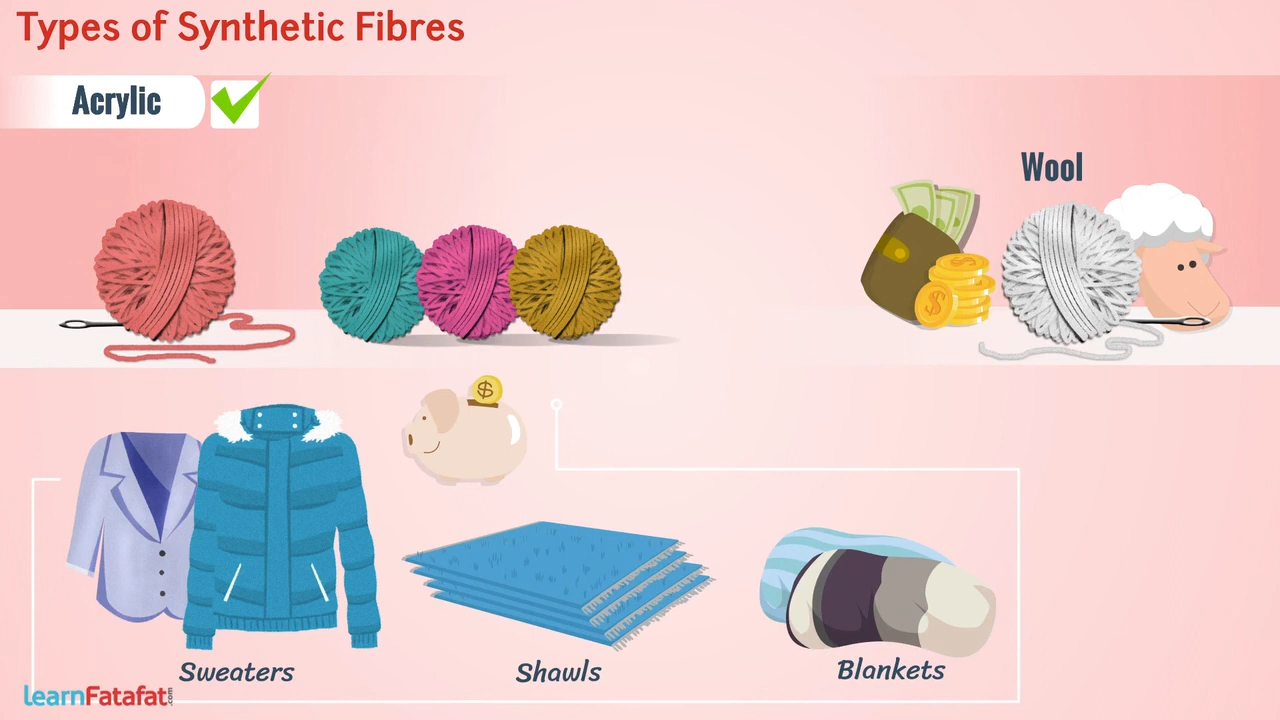 Types of Synthetic Fibres
Acrylic
Wool
$
$
$
Sweaters
Shawls
Blankets
learnFatafat.com